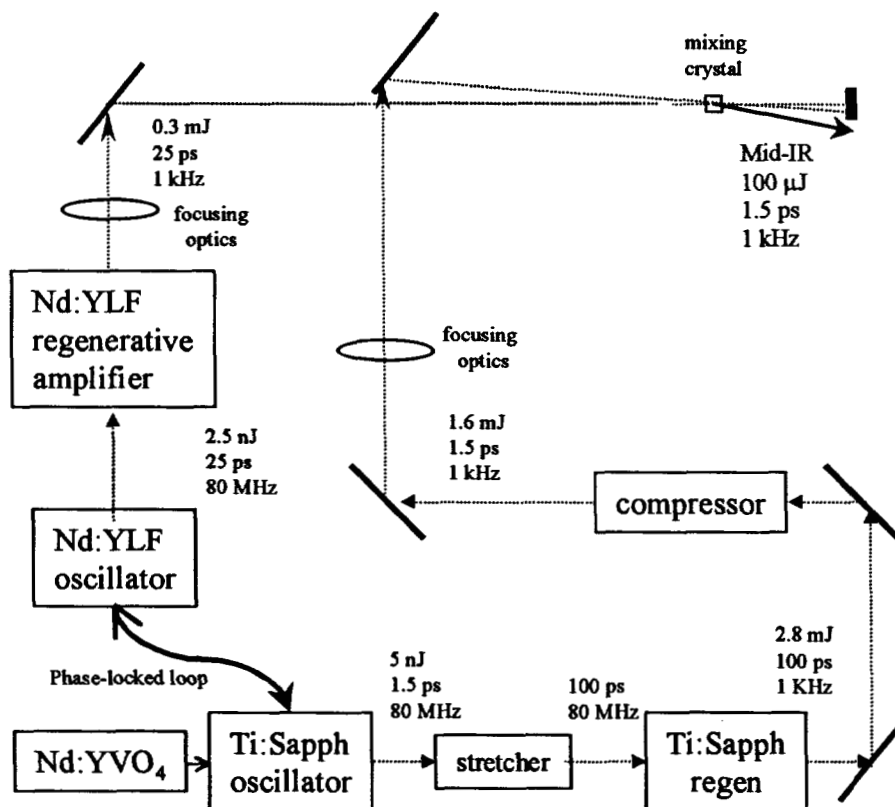 mixing
crystal
0.3 mJ
25 ps
1 kHz
Mid-IR
100 μJ
1.5 ps
1 kHz
focusing
optics
Nd:YLF
regenerative
amplifier
focusing
optics
2.5 nJ
25 ps
80 MHz
1.6 mJ
1.5 ps
1 kHz
compressor
Nd:YLF
oscillator
Phase-locked loop
5 nJ
1.5 ps
80 MHz
100 ps
80 MHz
2.8 mJ
100 ps
1 KHz
Nd:YVO₄
Ti:Sapph
oscillator
stretcher
Ti:Sapph
regen